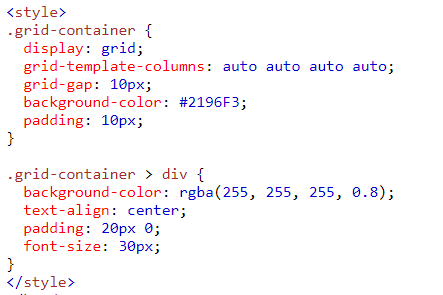 <style>
.grid-container {
  display: grid;
  grid-template-columns: auto auto auto auto;
  grid-gap: 10px;
  background-color: #2196F3;
  padding: 10px;
}

.grid-container > div {
  background-color: rgba(255, 255, 255, 0.8);
  text-align: center;
  padding: 20px 0;
  font-size: 30px;
}
</style>